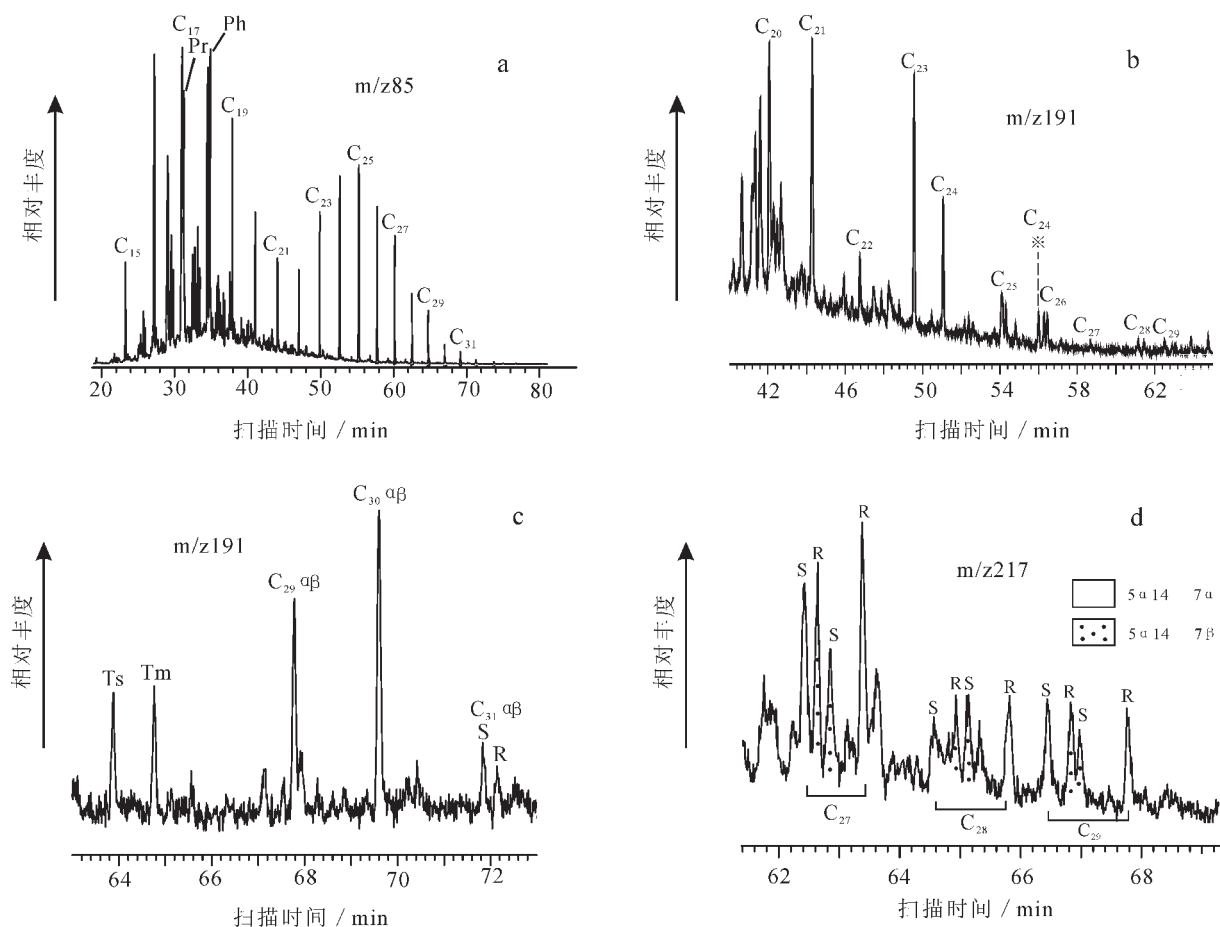 C₁₇
Ph
Pr
a
m/z85
C₁₉
C₂₅
C₂₃
C₂₇
C₁₅
C₂₁
C₂₉
C₃₁
相对丰度
20 30 40 50 60 70 80
扫描时间 / min
C₂₀
C₂₁
C₂₃
b
m/z191
C₂₄
C₂₄
※
C₂₂
C₂₅
C₂₆
C₂₇
C₂₈
C₂₉
相对丰度
42 46 50 54 58 62
扫描时间 / min
C₃₀ αβ
c
m/z191
C₂₉ αβ
Ts
Tm
C₃₁ αβ
S
R
相对丰度
64 66 68 70 72
扫描时间 / min
R
d
m/z217
S R
S
5α14 7α
5α14 7β
S R S R S R S R
C₂₇
C₂₈
C₂₉
相对丰度
62 64 66 68
扫描时间 / min